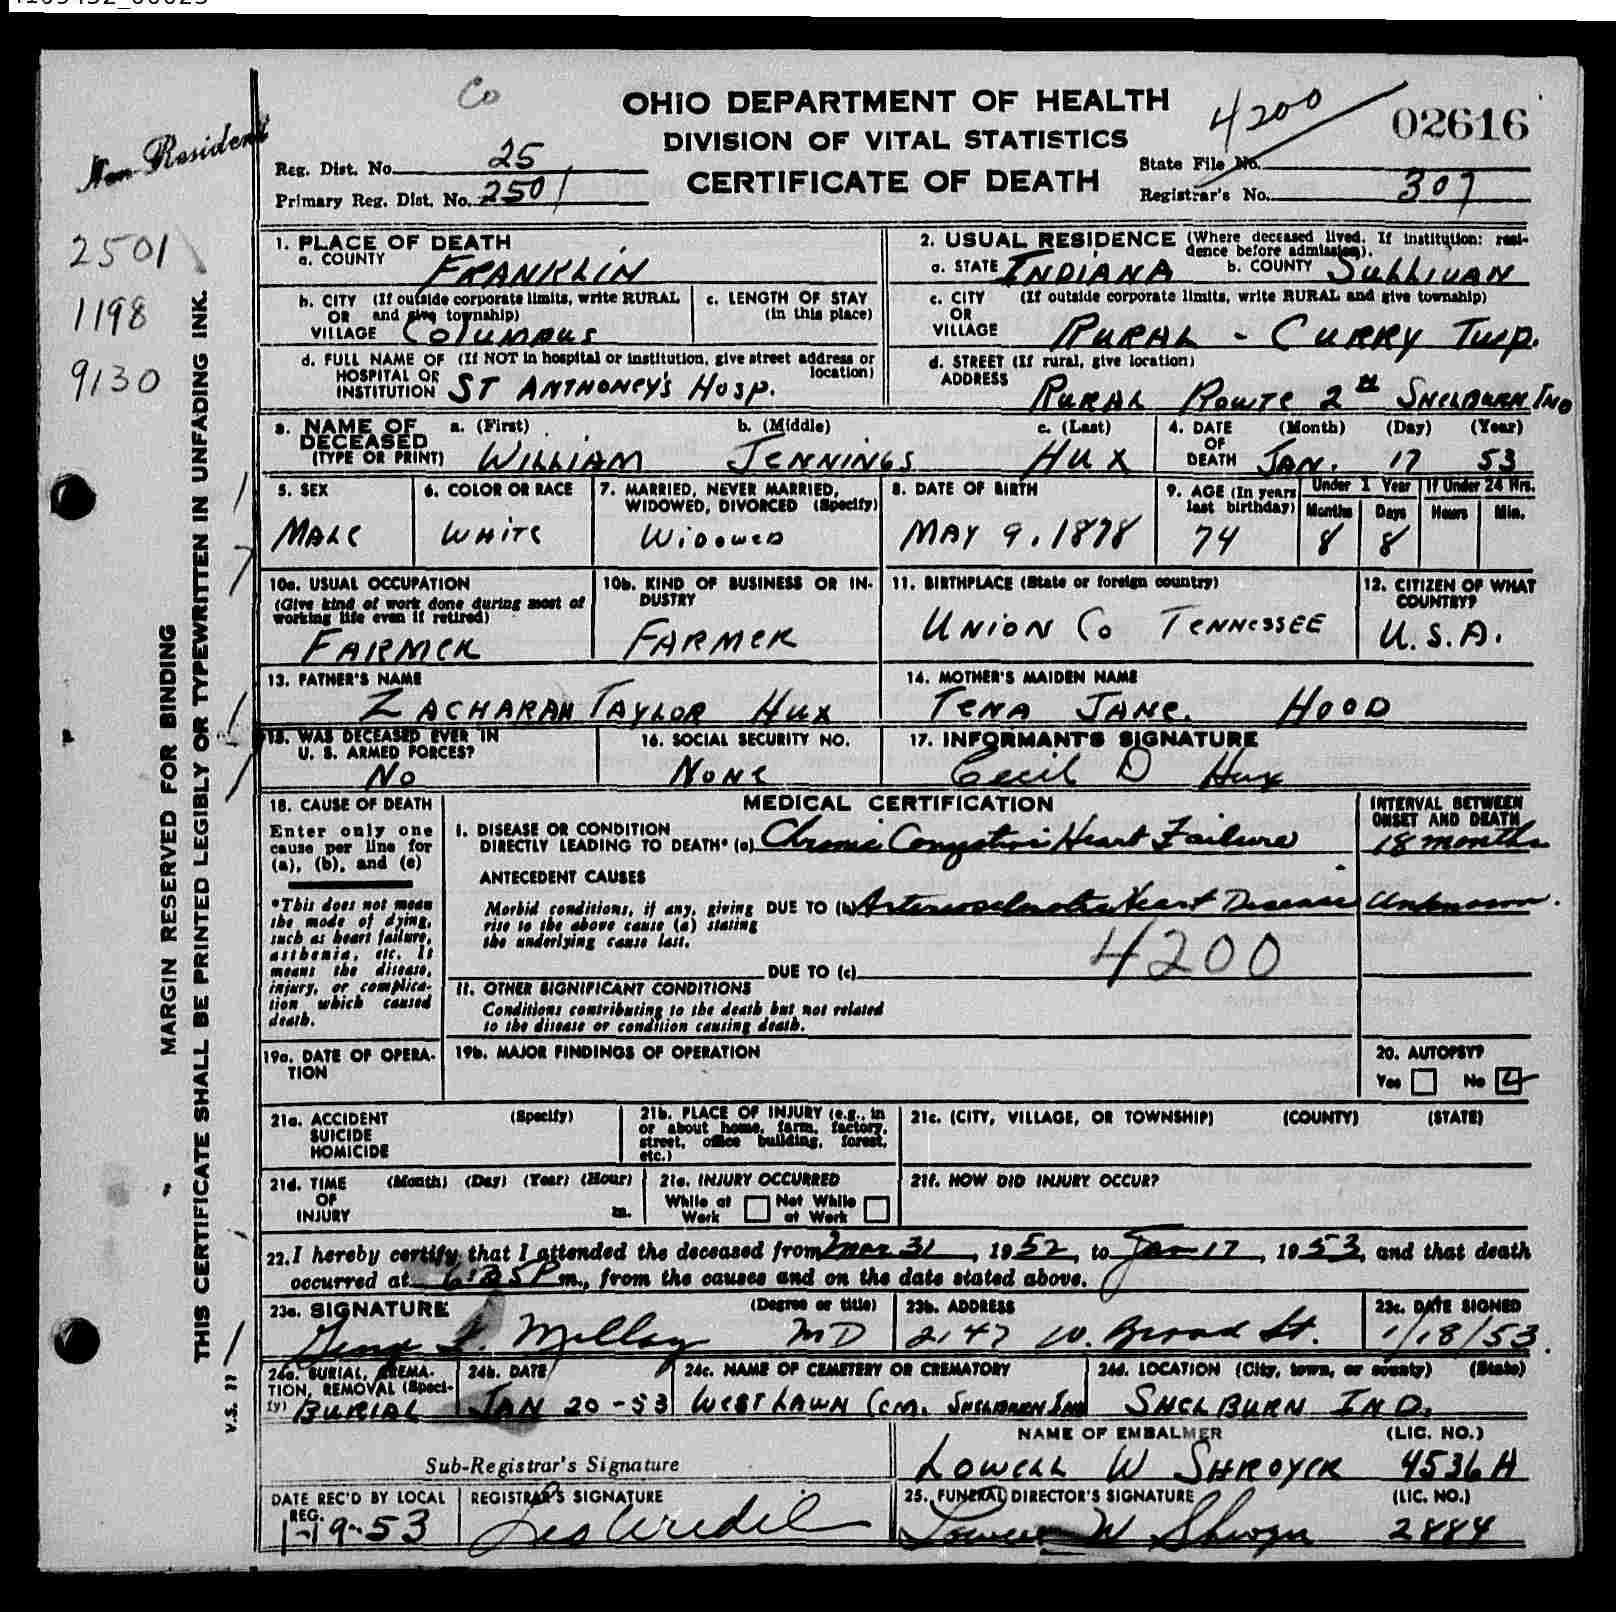 Co
OHIO DEPARTMENT OF HEALTH
DIVISION OF VITAL STATISTICS
CERTIFICATE OF DEATH
Non-Resident
Reg. Dist. No. 25
Primary Reg. Dist. No. 2501
4200
02616
State File No.
Registrar's No. 307
2501
1198
9130
MARGIN RESERVED FOR BINDING
THIS CERTIFICATE SHALL BE PRINTED LEGIBLY OR TYPEWRITTEN IN UNFADING INK.
V.S. 11
1. PLACE OF DEATH
a. COUNTY FRANKLIN
b. CITY (If outside corporate limits, write RURAL
OR and give township)
VILLAGE COLUMBUS
c. LENGTH OF STAY
(in this place)
d. FULL NAME OF (If NOT in hospital or institution, give street address or
location)
HOSPITAL OR
INSTITUTION ST ANTHONEY'S HOSP.
2. USUAL RESIDENCE (Where deceased lived. If institution: resi-
dence before admission).
a. STATE INDIANA b. COUNTY SULLIVAN
c. CITY (If outside corporate limits, write RURAL and give township)
OR
VILLAGE RURAL - CURRY TWP.
d. STREET (If rural, give location)
ADDRESS RURAL ROUTE 2 SHELBURN IND
3. NAME OF DECEASED (TYPE OR PRINT)
a. (First) b. (Middle) c. (Last)
WILLIAM JENNINGS HUX
4. DATE OF DEATH (Month) (Day) (Year)
JAN. 17 53
5. SEX
MALE
6. COLOR OR RACE
WHITE
7. MARRIED, NEVER MARRIED,
WIDOWED, DIVORCED (Specify)
WIDOWED
8. DATE OF BIRTH
MAY 9, 1878
9. AGE (In years
last birthday)
74
Under 1 Year
Months Days
8 8
If Under 24 Hrs.
Hours Min.
10a. USUAL OCCUPATION
(Give kind of work done during most of
working life even if retired)
FARMER
10b. KIND OF BUSINESS OR IN-
DUSTRY
FARMER
11. BIRTHPLACE (State or foreign country)
UNION CO TENNESSEE
12. CITIZEN OF WHAT
COUNTRY?
U.S.A.
13. FATHER'S NAME
ZACHARAH TAYLOR HUX
14. MOTHER'S MAIDEN NAME
TENA JANE. HOOD
15. WAS DECEASED EVER IN
U. S. ARMED FORCES?
NO
16. SOCIAL SECURITY NO.
NONE
17. INFORMANT'S SIGNATURE
Cecil D Hux
18. CAUSE OF DEATH
Enter only one
cause per line for
(a), (b), and (c)
*This does not mean
the mode of dying,
such as heart failure,
asthenia, etc. It
means the disease,
injury, or complica-
tion which caused
death.
MEDICAL CERTIFICATION
I. DISEASE OR CONDITION
DIRECTLY LEADING TO DEATH* (a) Chronic Congestive Heart Failure
ANTECEDENT CAUSES
Morbid conditions, if any, giving
rise to the above cause (a) stating
the underlying cause last.
DUE TO (b) Arteriosclerotic Heart Disease
4200
DUE TO (c)
II. OTHER SIGNIFICANT CONDITIONS
Conditions contributing to the death but not related
to the disease or condition causing death.
INTERVAL BETWEEN
ONSET AND DEATH
18 months
Unknown.
19a. DATE OF OPERA-
TION
19b. MAJOR FINDINGS OF OPERATION
20. AUTOPSY?
Yes No
21a. ACCIDENT (Specify)
SUICIDE
HOMICIDE
21b. PLACE OF INJURY (e.g., in
or about home, farm, factory,
street, office building, forest,
etc.)
21c. (CITY, VILLAGE, OR TOWNSHIP) (COUNTY) (STATE)
21d. TIME (Month) (Day) (Year) (Hour)
OF
INJURY m.
21e. INJURY OCCURRED
While at Work Not While at Work
21f. HOW DID INJURY OCCUR?
22. I hereby certify that I attended the deceased from Mar 31, 1952, to Jan 17, 1953, and that death
occurred at P m., from the causes and on the date stated above.
23a. SIGNATURE (Degree or title)
MD
23b. ADDRESS
2147 W. Broad St.
23c. DATE SIGNED
1/18/53.
24a. BURIAL, CREMA-
TION, REMOVAL (Speci-
fy) BURIAL
24b. DATE
JAN 20-53
24c. NAME OF CEMETERY OR CREMATORY
WEST LAWN CEM. SHELBURN IND
24d. LOCATION (City, town, or county) (State)
SHELBURN IND.
Sub-Registrar's Signature
NAME OF EMBALMER (LIC. NO.)
LOWELL W SHROYER 4536A
DATE REC'D BY LOCAL
REG.
1-19-53
REGISTRAR'S SIGNATURE
25. FUNERAL DIRECTOR'S SIGNATURE (LIC. NO.)
Lowell W Shroyer 2884